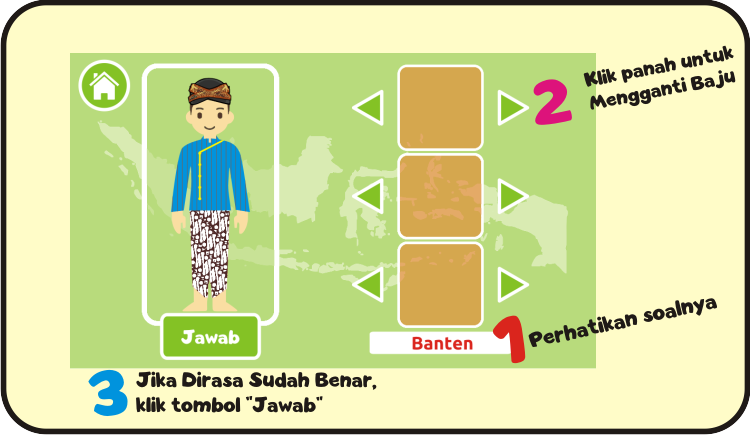 2 Klik panah untuk
Mengganti Baju
Jawab
Banten
1 Perhatikan soalnya
3 Jika Dirasa Sudah Benar,
klik tombol "Jawab"